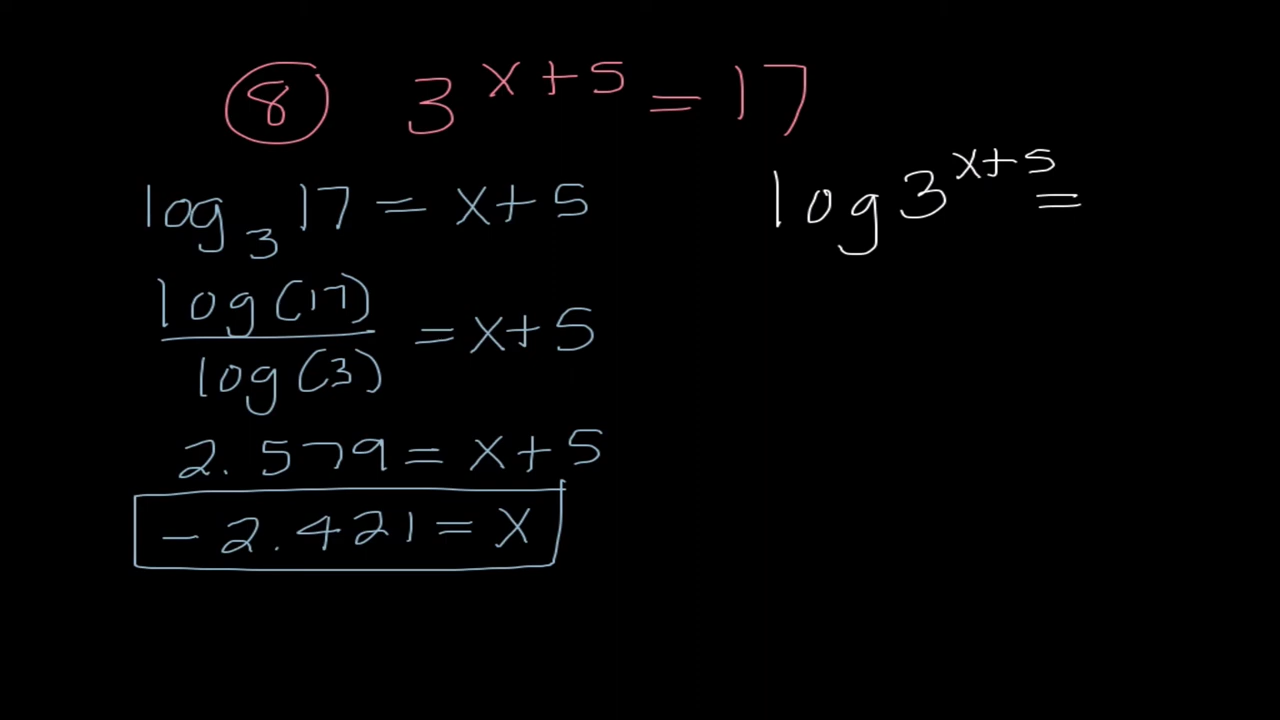 8 3^{x+5} = 17
log_3 17 = x+5
log(17)/log(3) = x+5
2.579 = x+5
-2.421 = x
log 3^{x+5} =